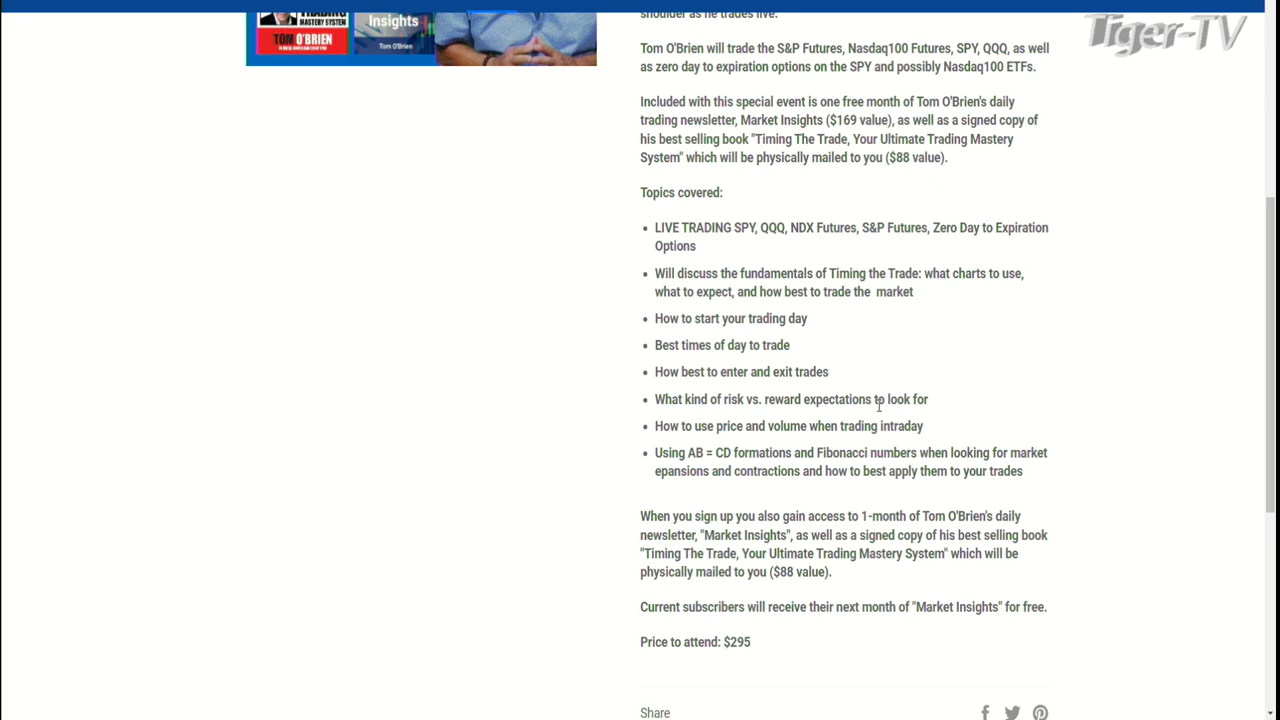 TRADING
MASTERY SYSTEM
TOM O'BRIEN
Insights
Tom O'Brien
Tiger-TV
shoulder as he trades live.
Tom O'Brien will trade the S&P Futures, Nasdaq100 Futures, SPY, QQQ, as well
as zero day to expiration options on the SPY and possibly Nasdaq100 ETFs.
Included with this special event is one free month of Tom O'Brien's daily
trading newsletter, Market Insights ($169 value), as well as a signed copy of
his best selling book "Timing The Trade, Your Ultimate Trading Mastery
System" which will be physically mailed to you ($88 value).
Topics covered:
• LIVE TRADING SPY, QQQ, NDX Futures, S&P Futures, Zero Day to Expiration
Options
• Will discuss the fundamentals of Timing the Trade: what charts to use,
what to expect, and how best to trade the market
• How to start your trading day
• Best times of day to trade
• How best to enter and exit trades
• What kind of risk vs. reward expectations to look for
• How to use price and volume when trading intraday
• Using AB = CD formations and Fibonacci numbers when looking for market
epansions and contractions and how to best apply them to your trades
When you sign up you also gain access to 1-month of Tom O'Brien's daily
newsletter, "Market Insights", as well as a signed copy of his best selling book
"Timing The Trade, Your Ultimate Trading Mastery System" which will be
physically mailed to you ($88 value).
Current subscribers will receive their next month of "Market Insights" for free.
Price to attend: $295
Share